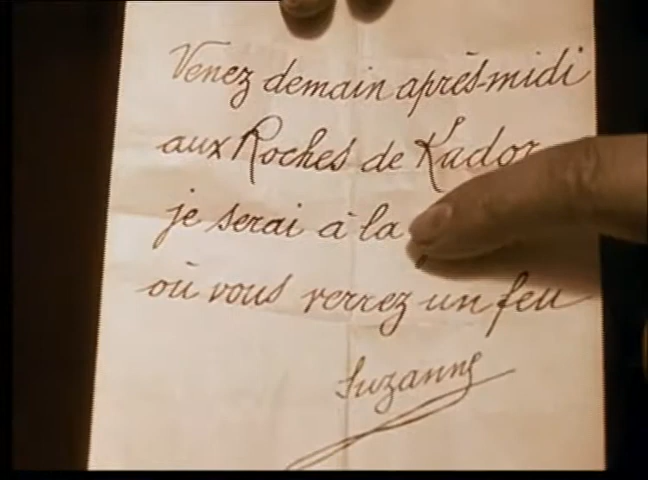 Venez demain après-midi
aux Roches de Kador
je serai à la
où vous verrez un feu
Suzanne